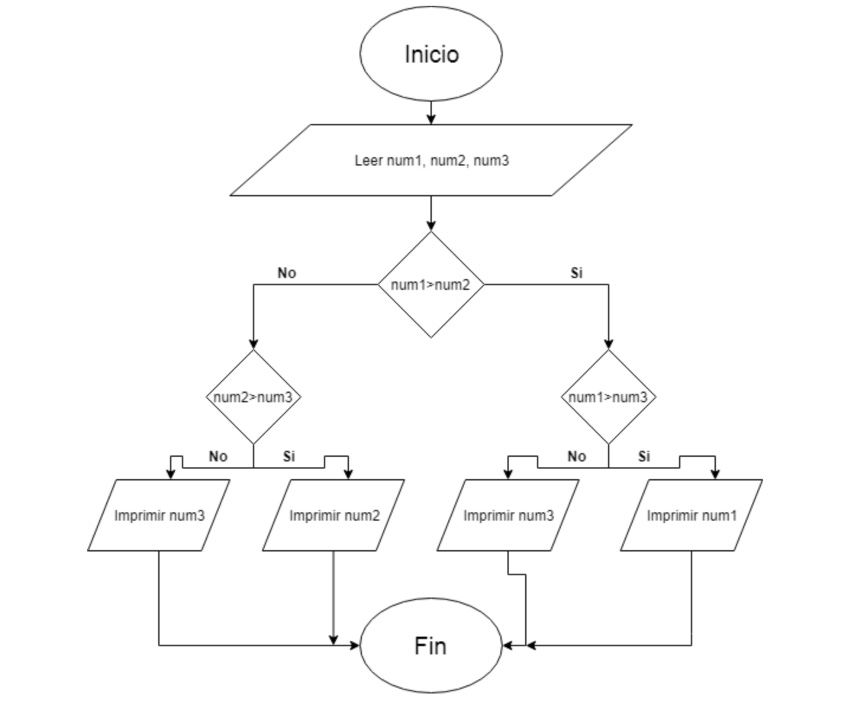 Inicio
Leer num1, num2, num3
num1>num2
No
Si
num2>num3
num1>num3
No
Si
No
Si
Imprimir num3
Imprimir num2
Imprimir num3
Imprimir num1
Fin